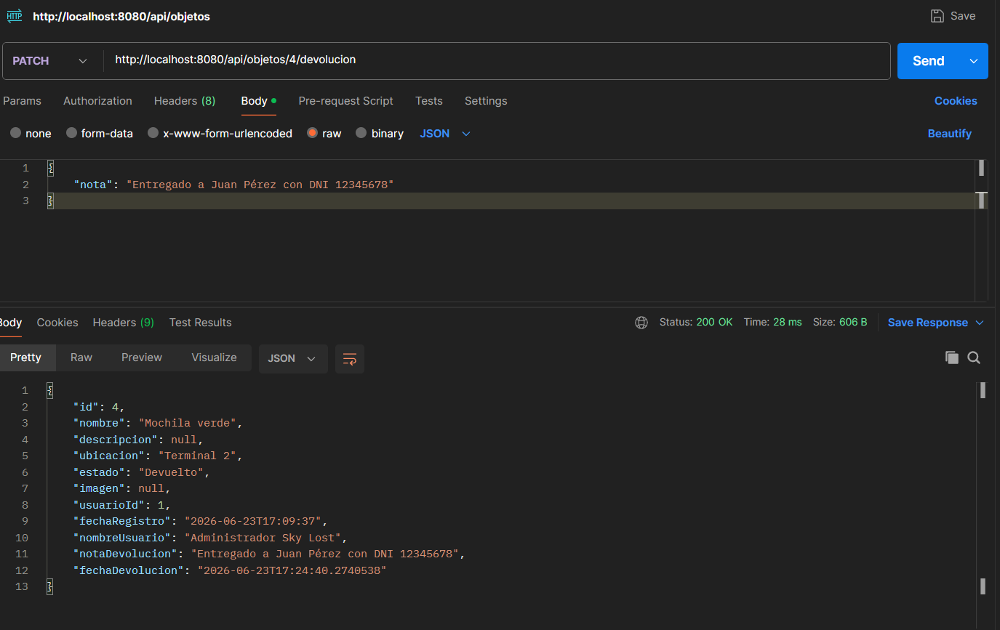 HTTP http://localhost:8080/api/objetos Save
PATCH http://localhost:8080/api/objetos/4/devolucion Send
Params Authorization Headers (8) Body Pre-request Script Tests Settings Cookies
none form-data x-www-form-urlencoded raw binary JSON Beautify
1 {
2 "nota": "Entregado a Juan Pérez con DNI 12345678"
3 }
Body Cookies Headers (9) Test Results Status: 200 OK Time: 28 ms Size: 606 B Save Response
Pretty Raw Preview Visualize JSON
1 {
2 "id": 4,
3 "nombre": "Mochila verde",
4 "descripcion": null,
5 "ubicacion": "Terminal 2",
6 "estado": "Devuelto",
7 "imagen": null,
8 "usuarioId": 1,
9 "fechaRegistro": "2026-06-23T17:09:37",
10 "nombreUsuario": "Administrador Sky Lost",
11 "notaDevolucion": "Entregado a Juan Pérez con DNI 12345678",
12 "fechaDevolucion": "2026-06-23T17:24:40.2740538"
13 }